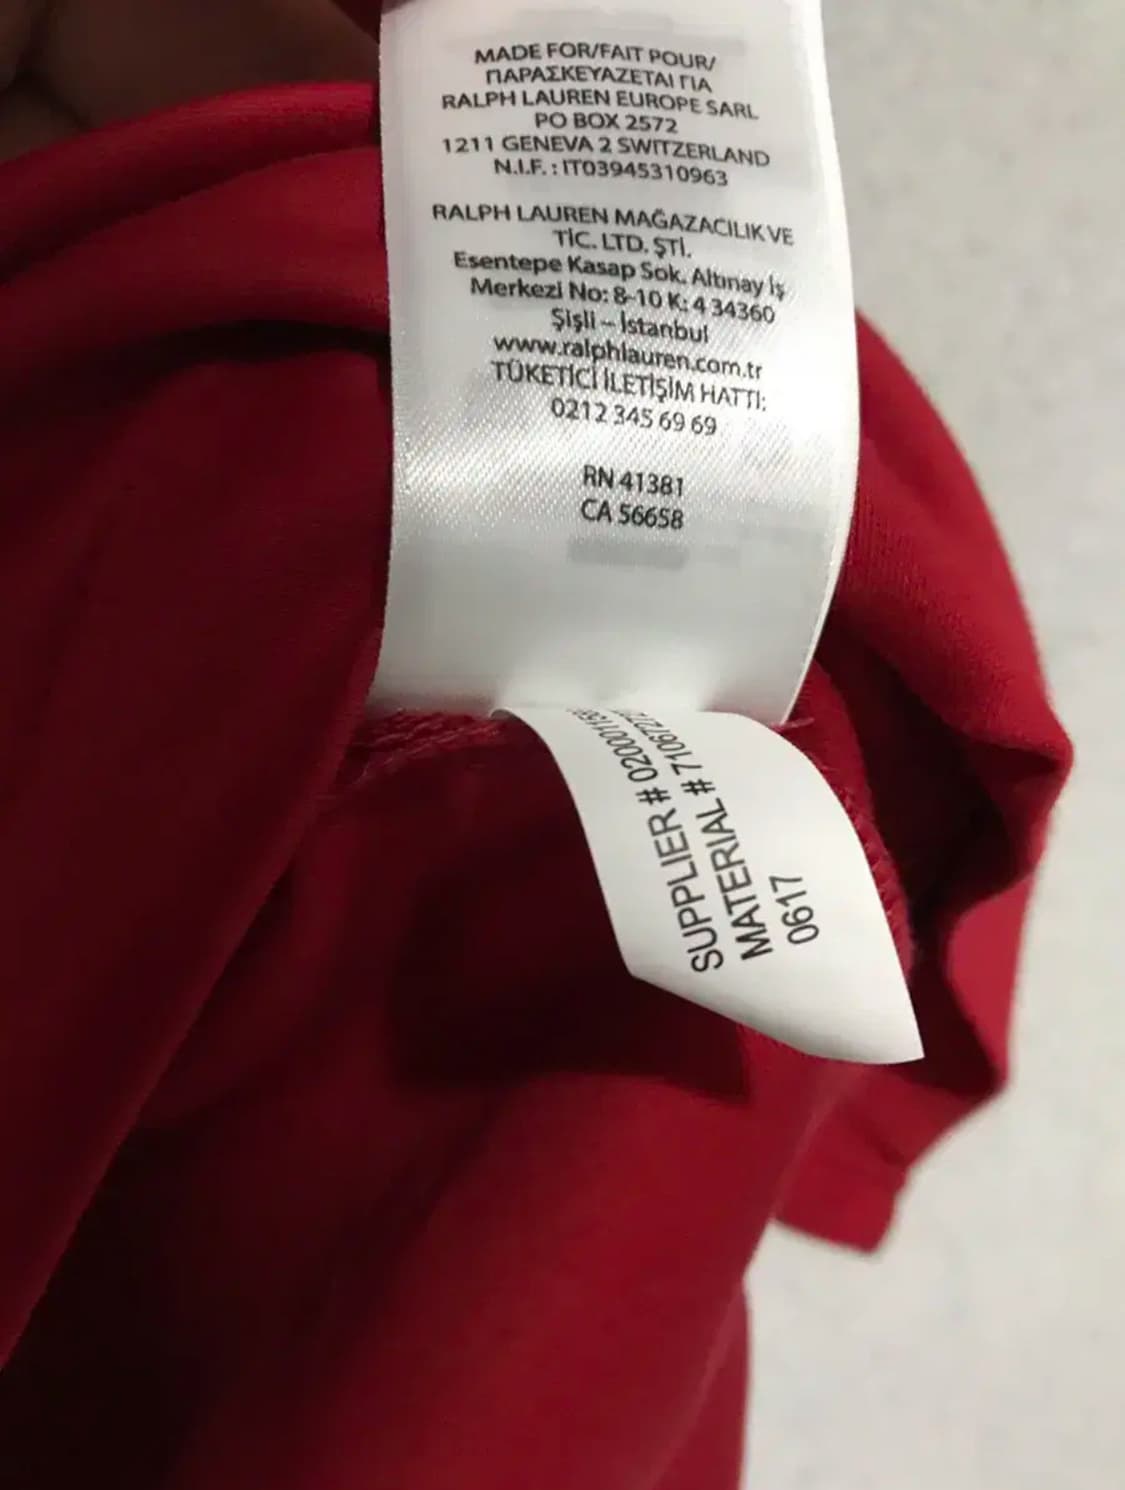 MADE FOR/FAIT POUR/
ΠΑΡΑΣΚΕΥΑΖΕΤΑΙ ΓΙΑ
RALPH LAUREN EUROPE SARL
PO BOX 2572
1211 GENEVA 2 SWITZERLAND
N.I.F. : IT03945310963
RALPH LAUREN MAĞAZACILIK VE
TİC. LTD. ŞTİ.
Esentepe Kasap Sok. Altınay İş
Merkezi No: 8-10 K: 4 34360
Şişli – İstanbul
www.ralphlauren.com.tr
TÜKETİCİ İLETİŞİM HATTI:
0212 345 69 69
RN 41381
CA 56658
SUPPLIER #
MATERIAL #
0617